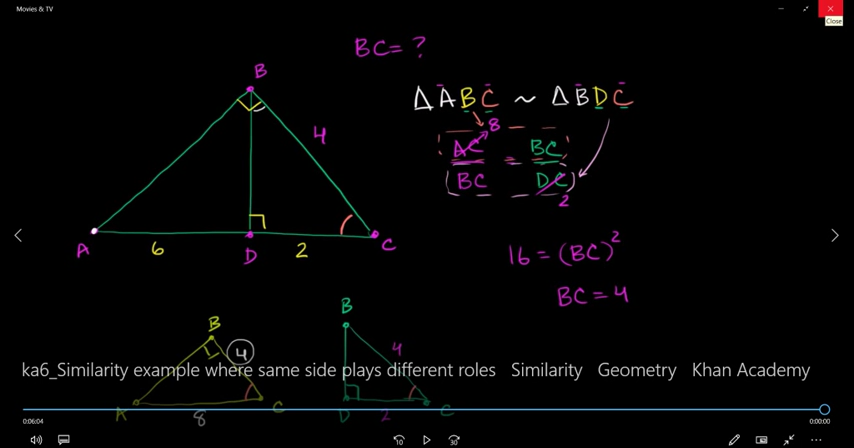 Movies & TV
Close
BC = ?
B
4
A
6
D
2
C
ΔABC ~ ΔBDC
8
AC = BC
BC DC
2
16 = (BC)²
BC = 4
B
4
A
8
C
B
4
D
2
C
ka6_Similarity example where same side plays different roles Similarity Geometry Khan Academy
0:06:04
0:00:00
10
30